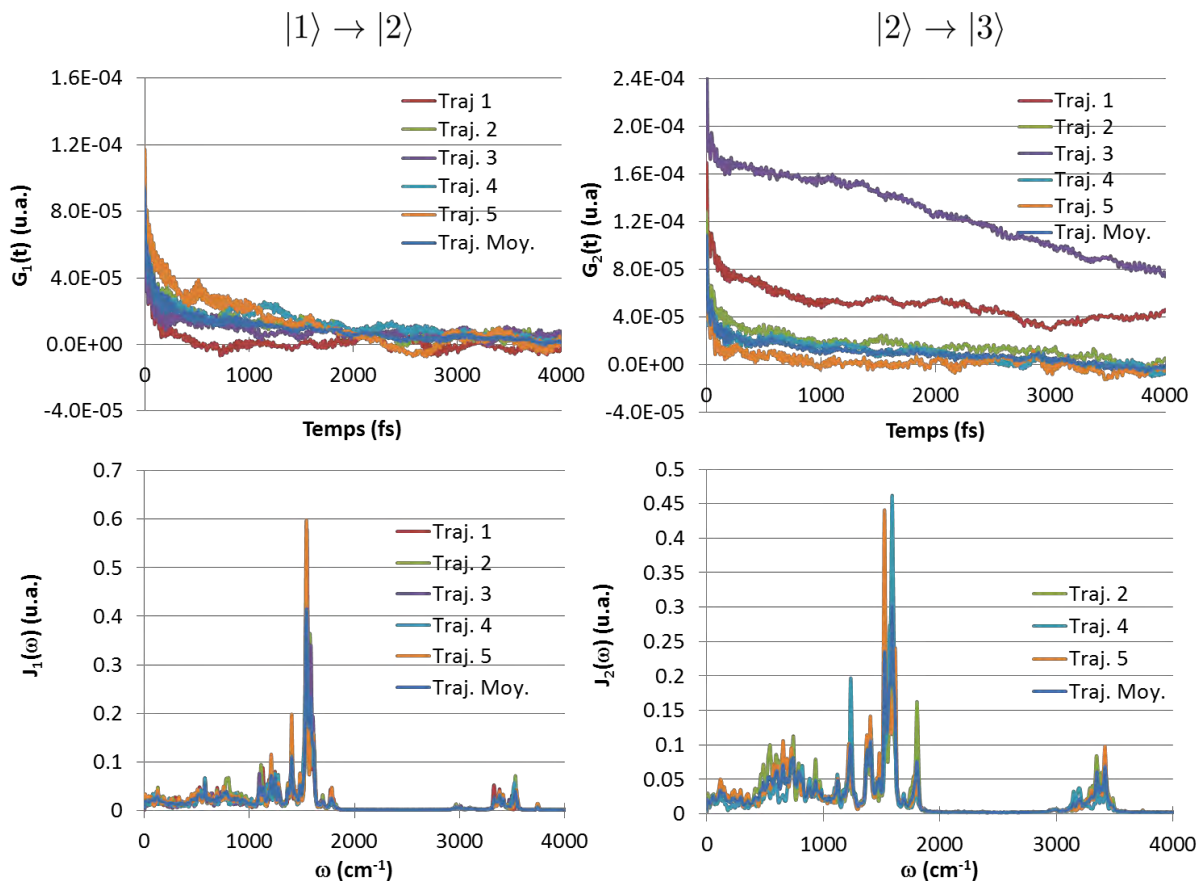 |1⟩ → |2⟩
|2⟩ → |3⟩
1.6E-04
1.2E-04
8.0E-05
4.0E-05
0.0E+00
-4.0E-05
G1(t) (u.a.)
Traj 1
Traj. 2
Traj. 3
Traj. 4
Traj. 5
Traj. Moy.
0 1000 2000 3000 4000
Temps (fs)
2.4E-04
2.0E-04
1.6E-04
1.2E-04
8.0E-05
4.0E-05
0.0E+00
-4.0E-05
G2(t) (u.a)
Traj. 1
Traj. 2
Traj. 3
Traj. 4
Traj. 5
Traj. Moy.
0 1000 2000 3000 4000
Temps (fs)
0.7
0.6
0.5
0.4
0.3
0.2
0.1
0
J1(ω) (u.a.)
Traj. 1
Traj. 2
Traj. 3
Traj. 4
Traj. 5
Traj. Moy.
0 1000 2000 3000 4000
ω (cm-1)
0.5
0.45
0.4
0.35
0.3
0.25
0.2
0.15
0.1
0.05
0
J2(ω) (u.a.)
Traj. 2
Traj. 4
Traj. 5
Traj. Moy.
0 1000 2000 3000 4000
ω (cm-1)